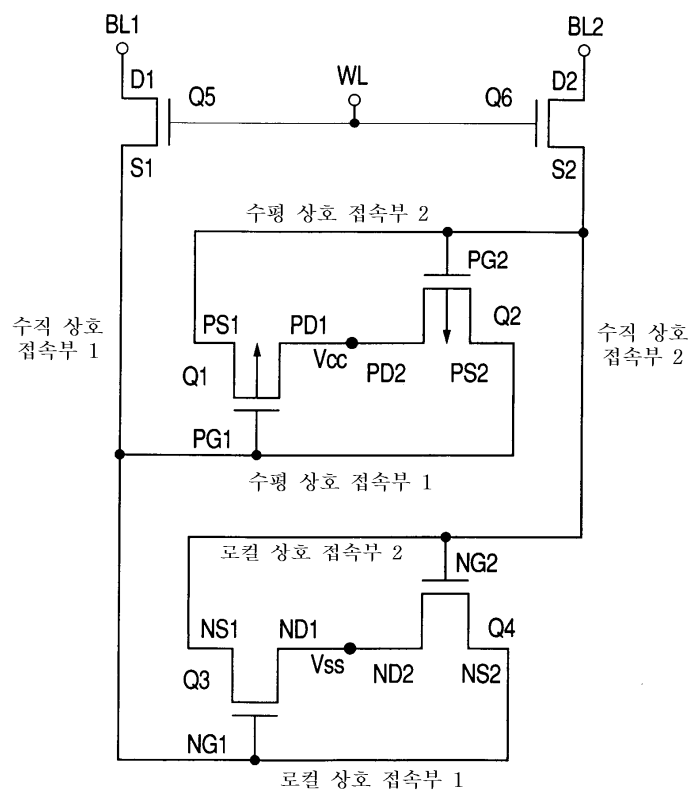 BL1
BL2
D1
Q5
WL
Q6
D2
S1
S2
수평 상호 접속부 2
PG2
수직 상호
접속부 1
PS1
PD1
Q2
수직 상호
접속부 2
Q1
Vcc
PD2
PS2
PG1
수평 상호 접속부 1
로컬 상호 접속부 2
NG2
NS1
ND1
Q4
Q3
Vss
ND2
NS2
NG1
로컬 상호 접속부 1